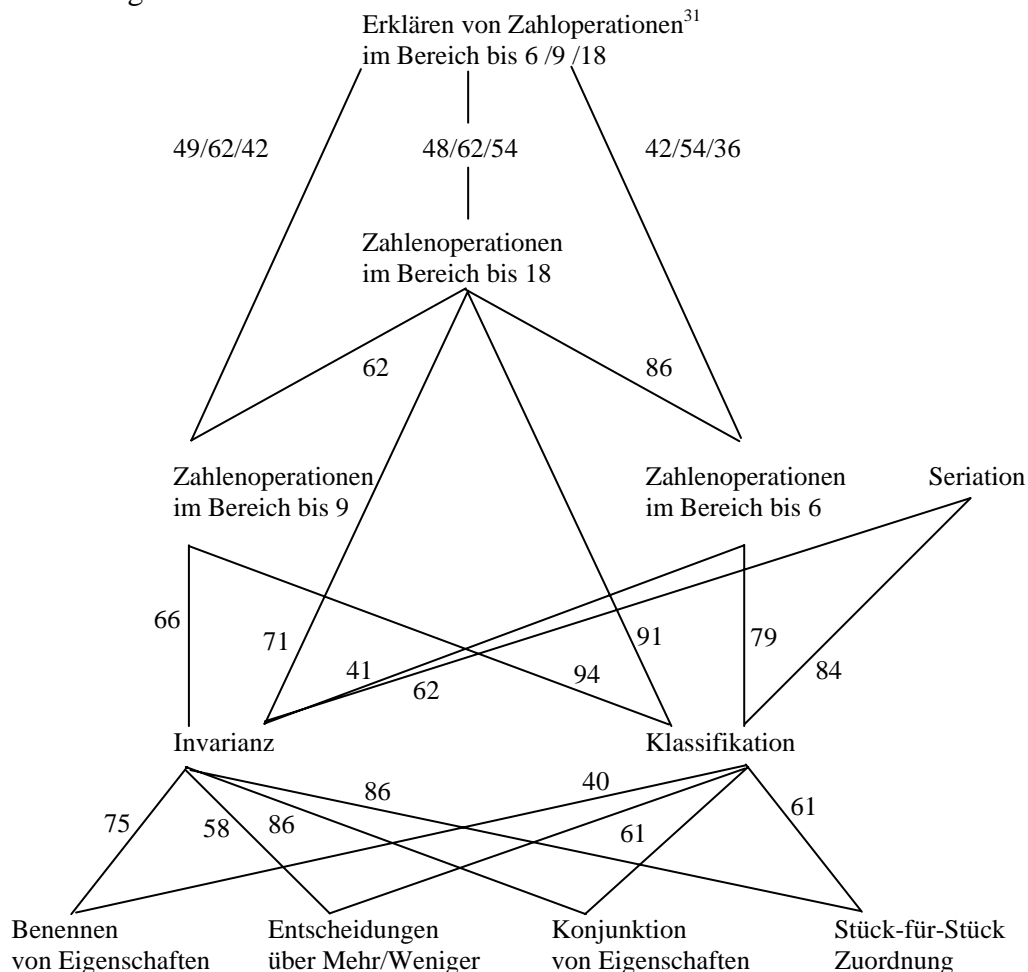 Erklären von Zahloperationen31
im Bereich bis 6 /9 /18
49/62/42
48/62/54
42/54/36
Zahlenoperationen
im Bereich bis 18
62
86
Zahlenoperationen
im Bereich bis 9
Zahlenoperationen
im Bereich bis 6
Seriation
66
71
41
62
94
91
79
84
Invarianz
Klassifikation
75
58
86
86
40
61
61
Benennen
von Eigenschaften
Entscheidungen
über Mehr/Weniger
Konjunktion
von Eigenschaften
Stück-für-Stück
Zuordnung